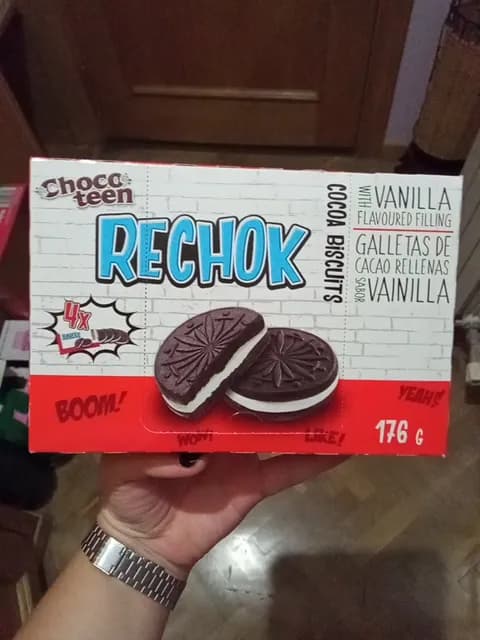 Choco
teen
RECHOK
COCOA BISCUITS
WITH VANILLA
FLAVOURED FILLING
GALLETAS DE
CACAO RELLENAS
SABOR VAINILLA
4x
BOOM!
WOW!
LIKE!
YEAH!
176 G